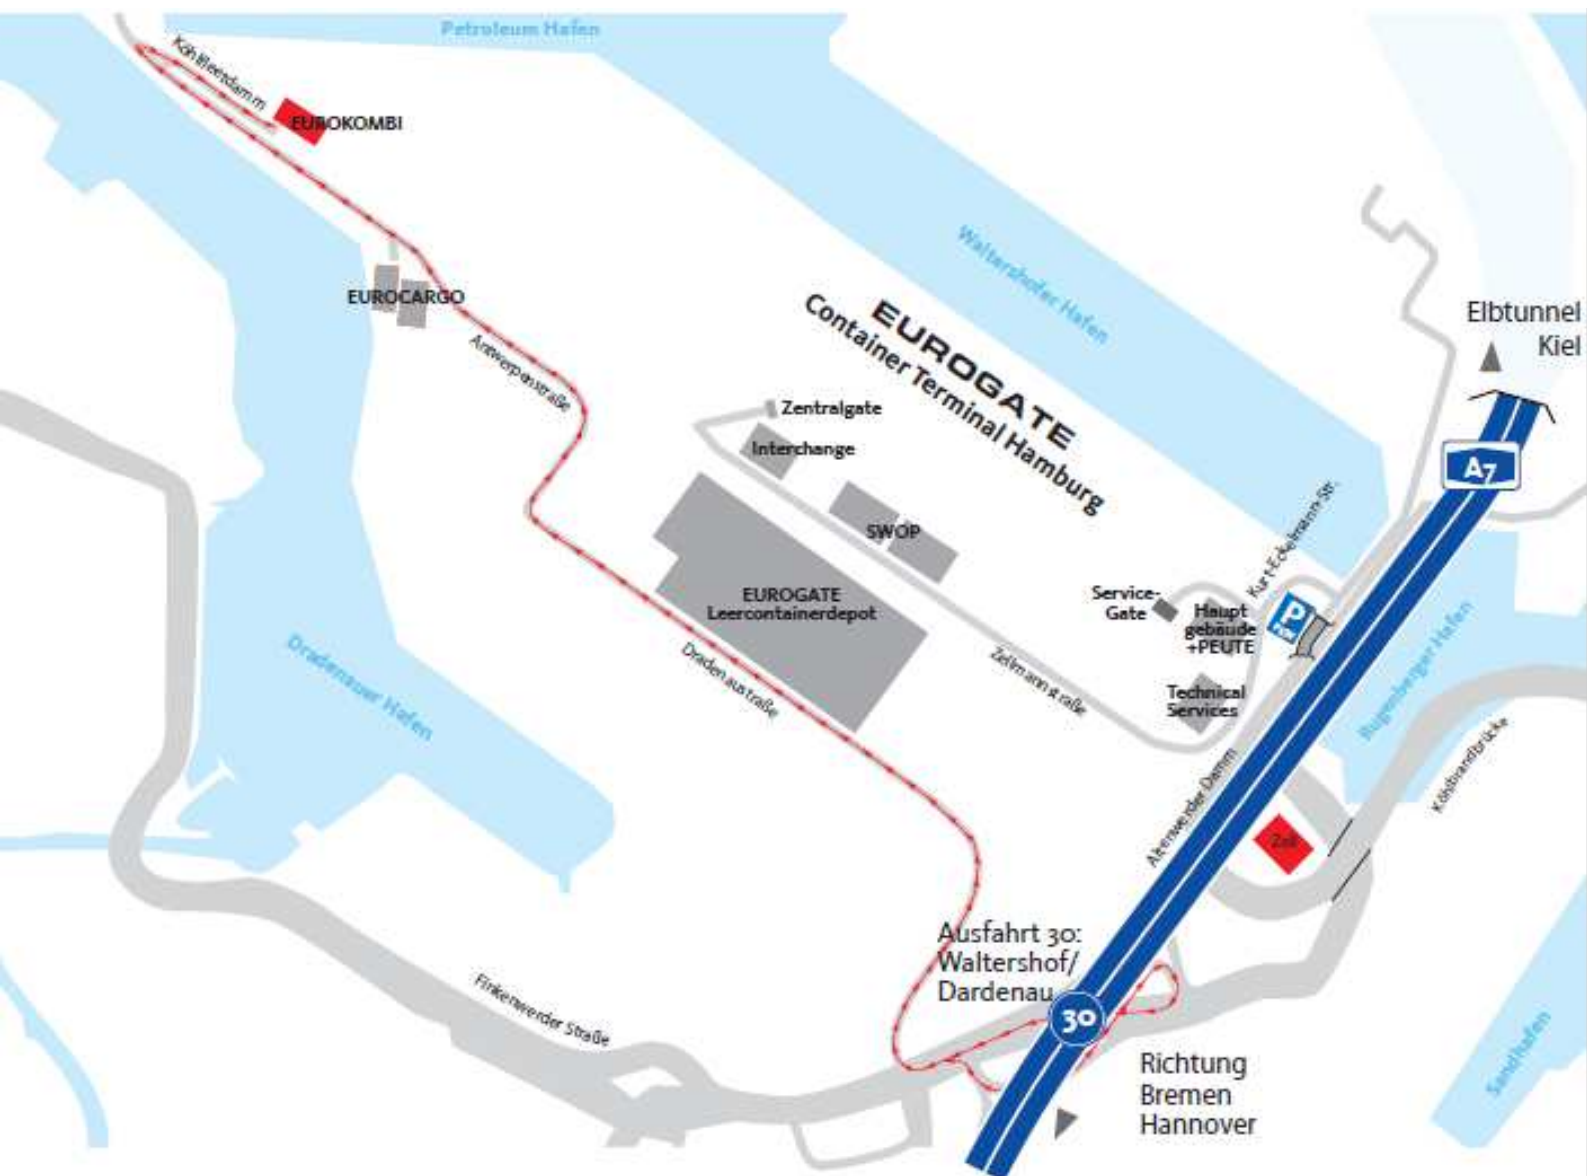 Petroleum Hafen
Köhlfleetdamm
EUROKOMBI
Waltershofer Hafen
EUROCARGO
Antwerpenstraße
EUROGATE
Container Terminal Hamburg
Elbtunnel
Kiel
A7
Zentralgate
Interchange
SWOP
Kurt-Eckelmann-Str.
EUROGATE
Leercontainerdepot
Service-
Gate
Haupt
gebäude
+PEUTE
P
Technical
Services
Zellmannstraße
Dradenaustraße
Dradenauer Hafen
Rugenberger Hafen
Köhlbrandbrücke
Altenwerder Damm
Zoll
Ausfahrt 30:
Waltershof/
Dardenau
30
Finkenwerder Straße
Richtung
Bremen
Hannover
Sandhafen